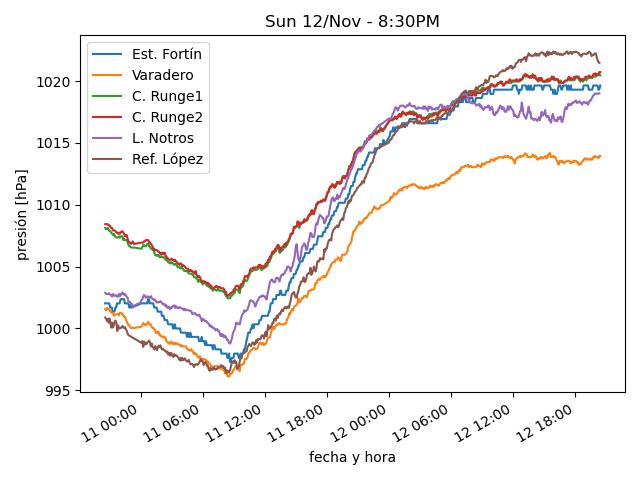 Sun 12/Nov - 8:30PM
Est. Fortín
Varadero
C. Runge1
C. Runge2
L. Notros
Ref. López
presión [hPa]
1020
1015
1010
1005
1000
995
11 00:00
11 06:00
11 12:00
11 18:00
12 00:00
12 06:00
12 12:00
12 18:00
fecha y hora